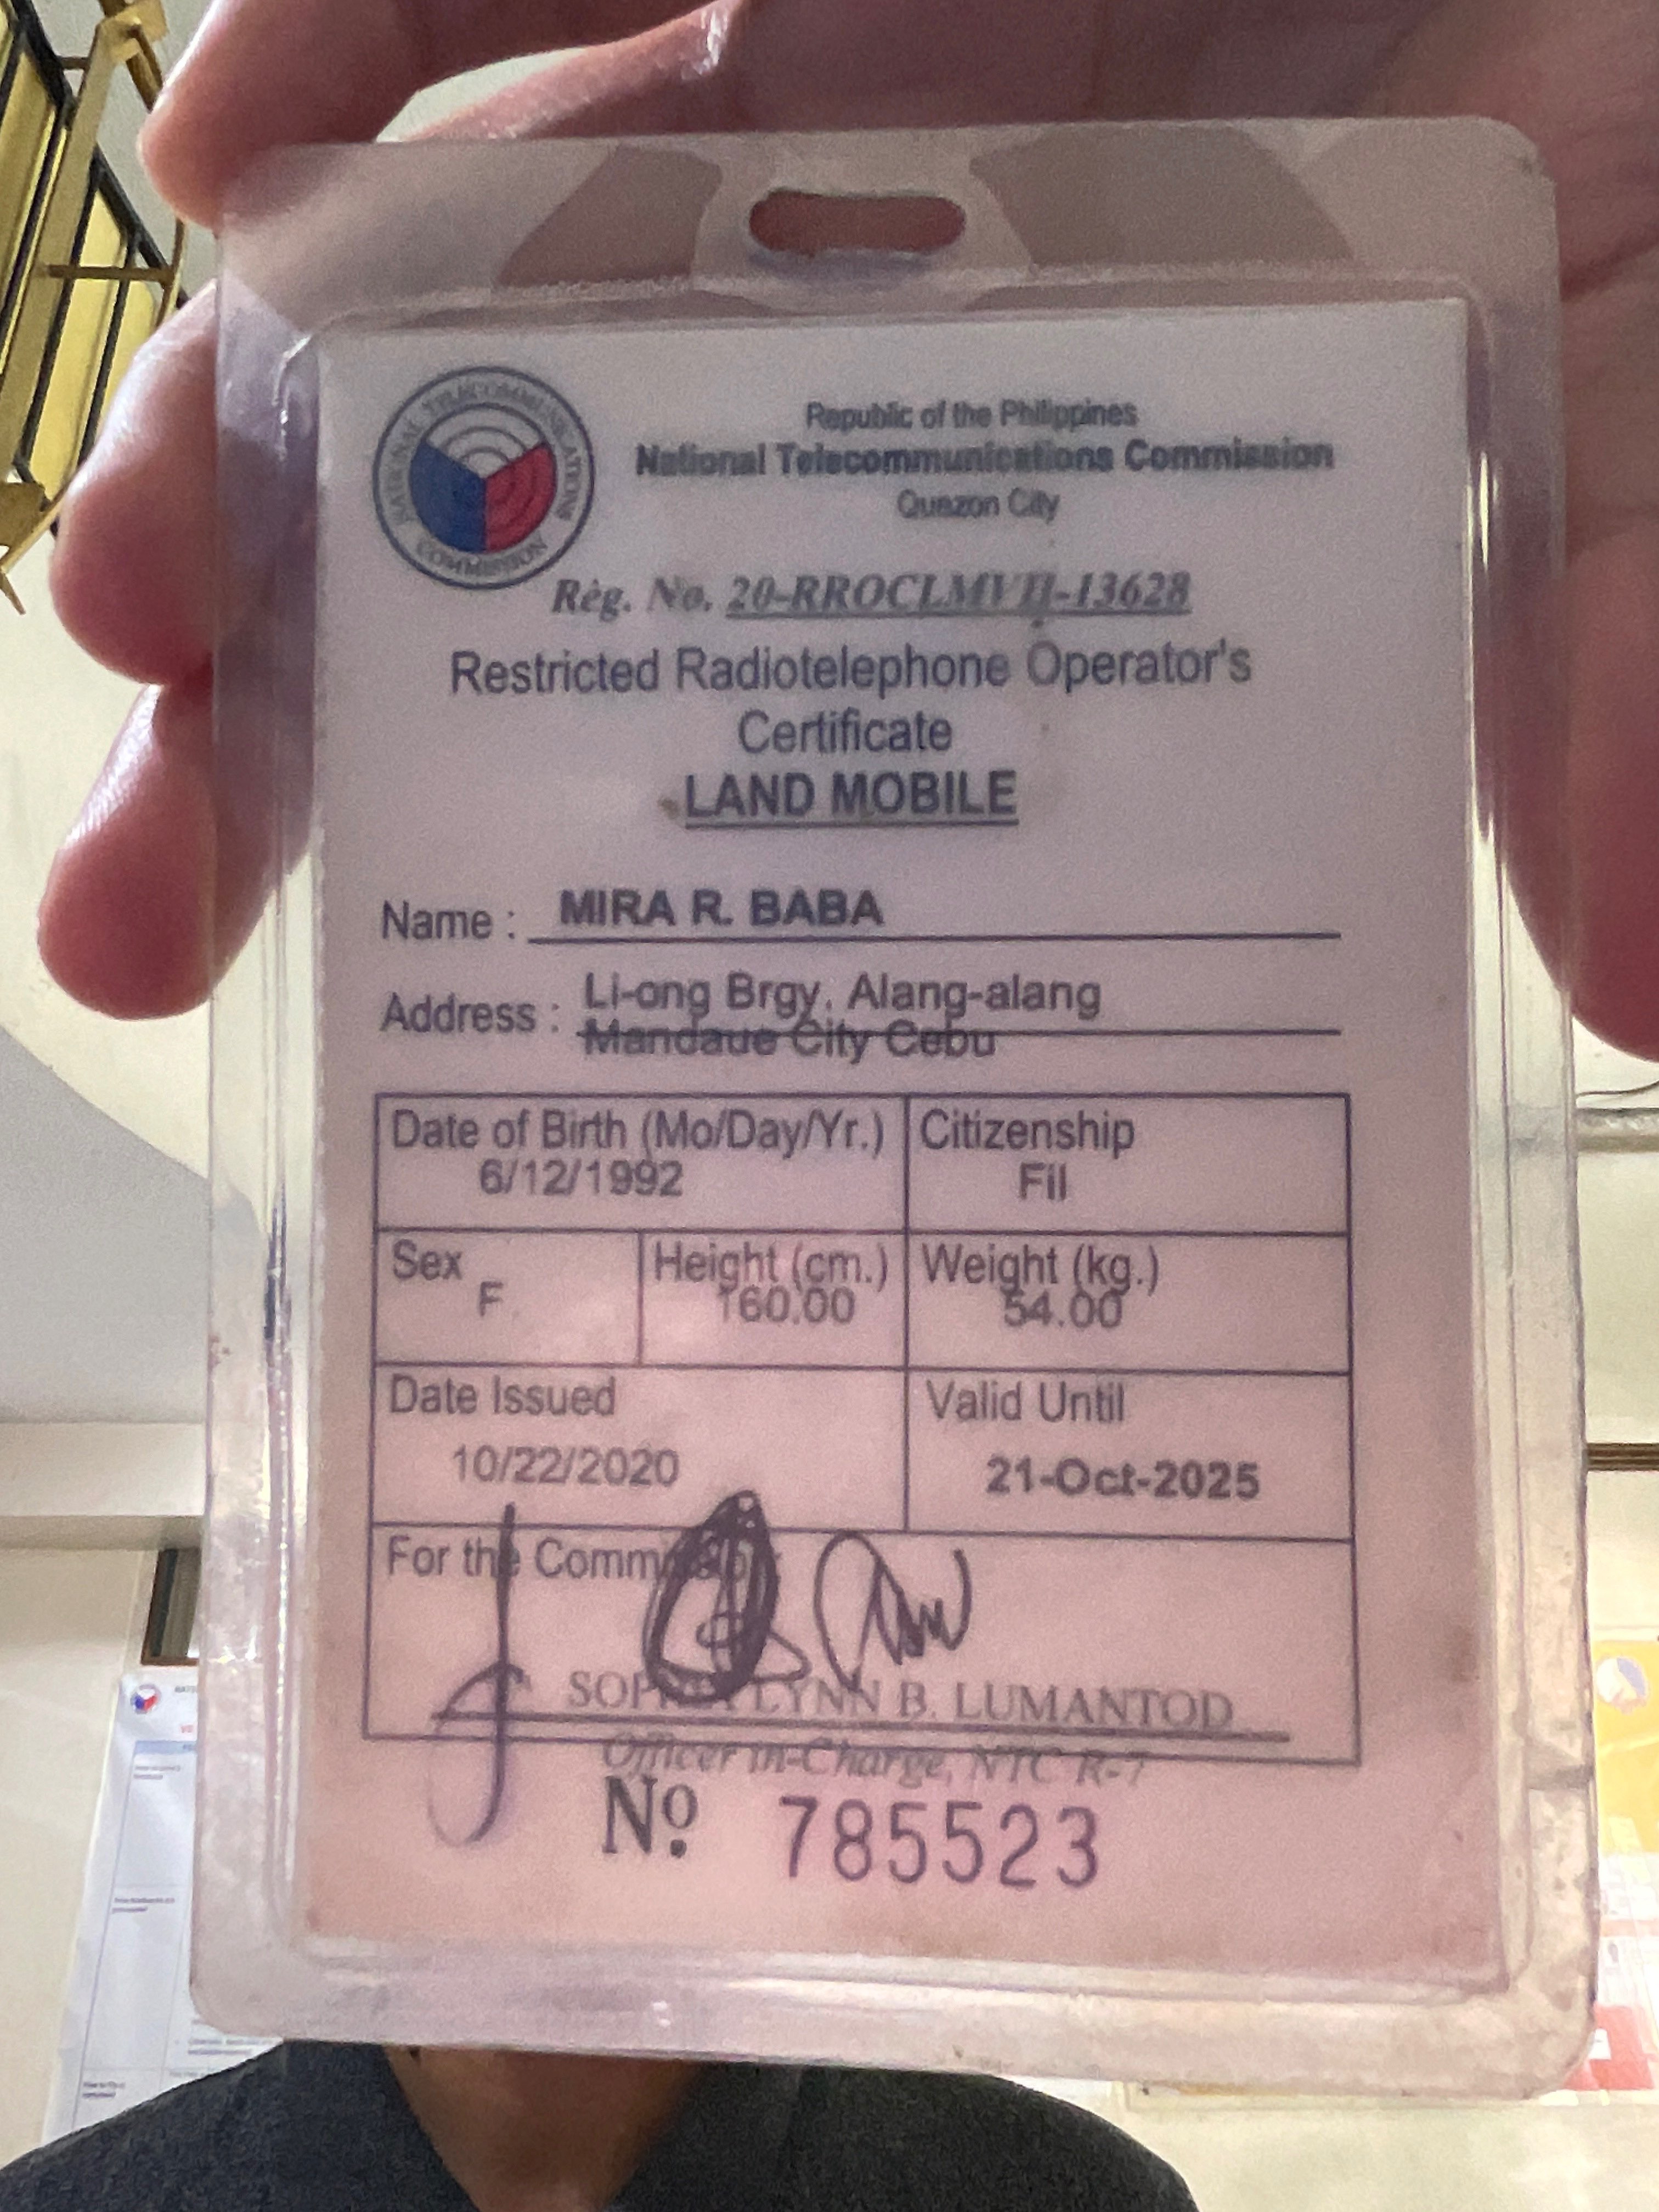 NATIONAL TELECOMMUNICATIONS COMMISSION
Republic of the Philippines
National Telecommunications Commission
Quezon City
Reg. No. 20-RROCLMVII-13628
Restricted Radiotelephone Operator's
Certificate
LAND MOBILE
Name : MIRA R. BABA
Address : Li-ong Brgy. Alang-alang
Mandaue City Cebu
Date of Birth (Mo/Day/Yr.) Citizenship
6/12/1992 Fil
Sex Height (cm.) Weight (kg.)
F 160.00 54.00
Date Issued Valid Until
10/22/2020 21-Oct-2025
For the
LYNN B. LUMANTOD
Officer in-Charge, NTC R-7
No. 785523